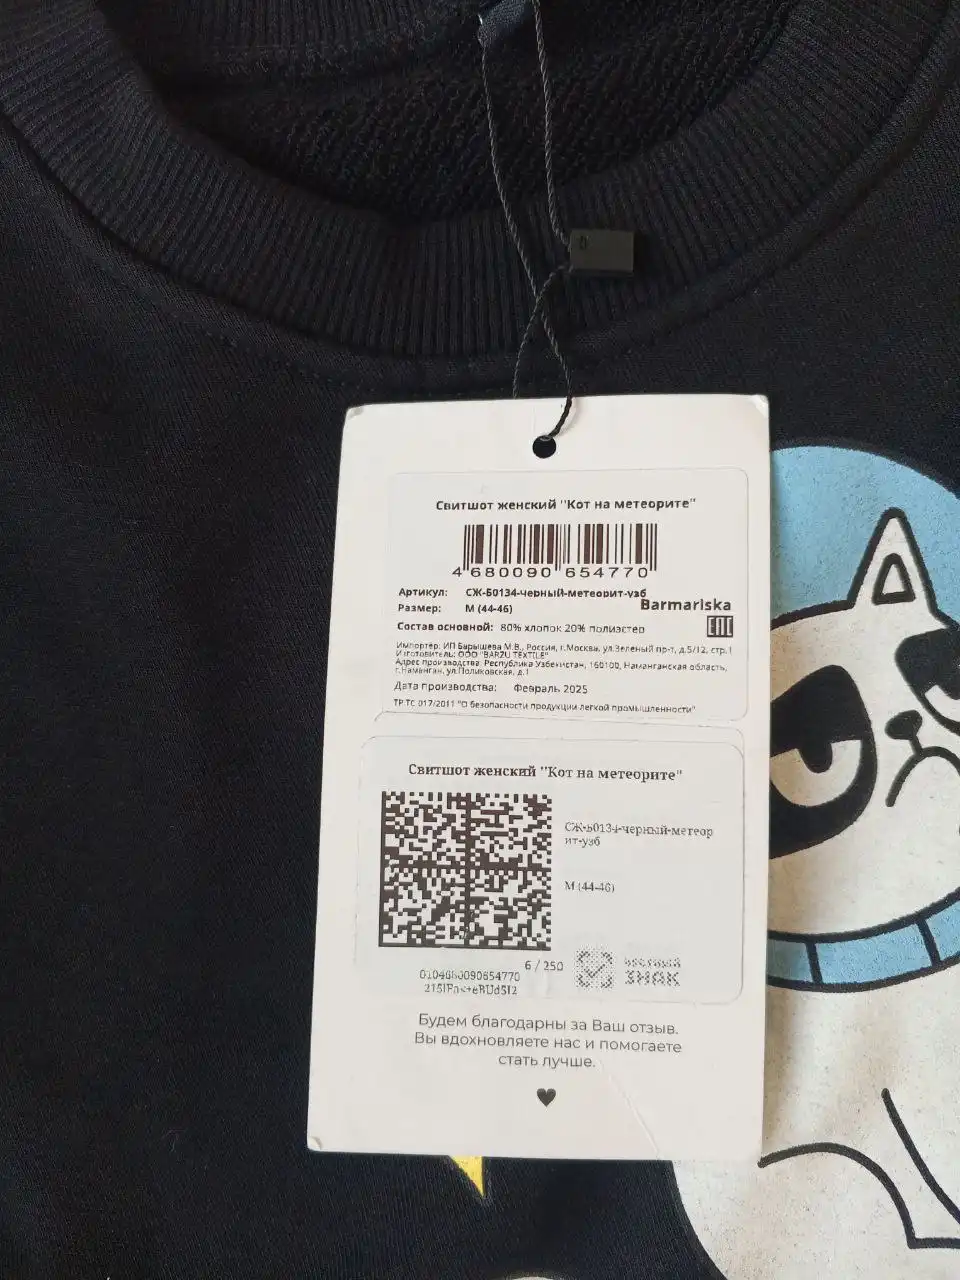 Свитшот женский "Кот на метеорите"
4 680090 654770
Артикул: СЖ-Б0134-черный-метеорит-узб
Размер: M (44-46)
Barmariska
Состав основной: 80% хлопок 20% полиэстер
EAC
Импортер: ИП Барышева М.В., Россия, г.Москва, ул.Зеленый пр-т, д.5/12, стр.1
Изготовитель: ООО "BARZU TEXTILE"
Адрес производства: Республика Узбекистан, 160100, Наманганская область,
г.Наманган, ул.Поликовская, д.1
Дата производства: Февраль 2025
ТР ТС 017/2011 "О безопасности продукции легкой промышленности"
Свитшот женский "Кот на метеорите"
СЖ-Б0134-черный-метеор
ит-узб
M (44-46)
6 / 250
0104680090654770
ЧЕСТНЫЙ
ЗНАК
Будем благодарны за Ваш отзыв.
Вы вдохновляете нас и помогаете
стать лучше.